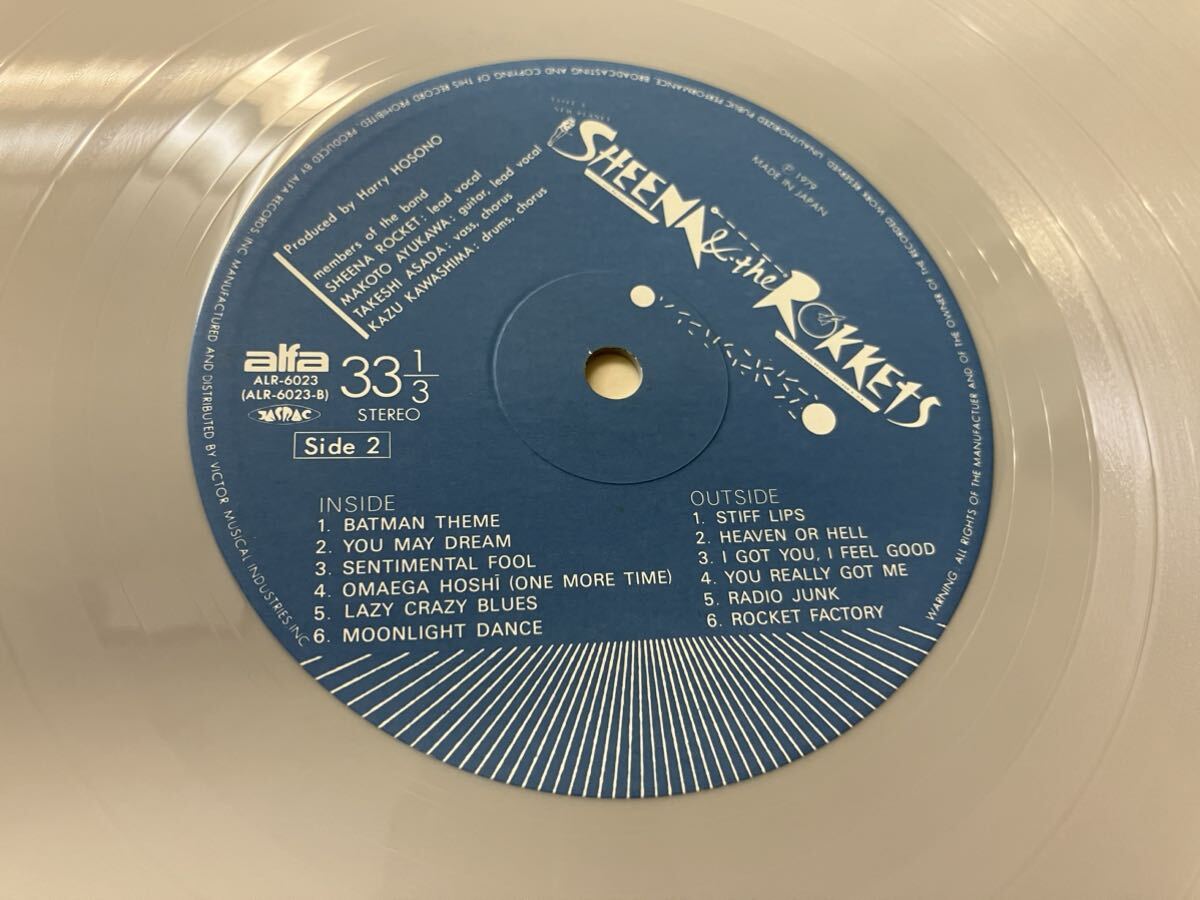 SHEENA & the ROKKETS
℗ 1979
MADE IN JAPAN
Produced by Harry HOSONO
members of the band
SHEENA ROCKET: lead vocal
MAKOTO AYUKAWA: guitar, lead vocal
TAKESHI ASADA: vass, chorus
KAZU KAWASHIMA: drums, chorus
alfa
ALR-6023
(ALR-6023-B)
JASRAC
33 1/3
STEREO
Side 2
INSIDE
1. BATMAN THEME
2. YOU MAY DREAM
3. SENTIMENTAL FOOL
4. OMAEGA HOSHĪ (ONE MORE TIME)
5. LAZY CRAZY BLUES
6. MOONLIGHT DANCE
OUTSIDE
1. STIFF LIPS
2. HEAVEN OR HELL
3. I GOT YOU, I FEEL GOOD
4. YOU REALLY GOT ME
5. RADIO JUNK
6. ROCKET FACTORY
WARNING: ALL RIGHTS OF THE MANUFACTUER AND OF THE OWNER OF THE RECORDED WORK RESERVED. UNAUTHORIZED PUBLIC PERFORMANCE, BROADCASTING AND COPYING OF THIS RECORD PROHIBITED. PRODUCED BY ALFA RECORDS, INC. MANUFACTURED AND DISTRIBUTED BY VICTOR MUSICAL INDUSTRIES, INC.